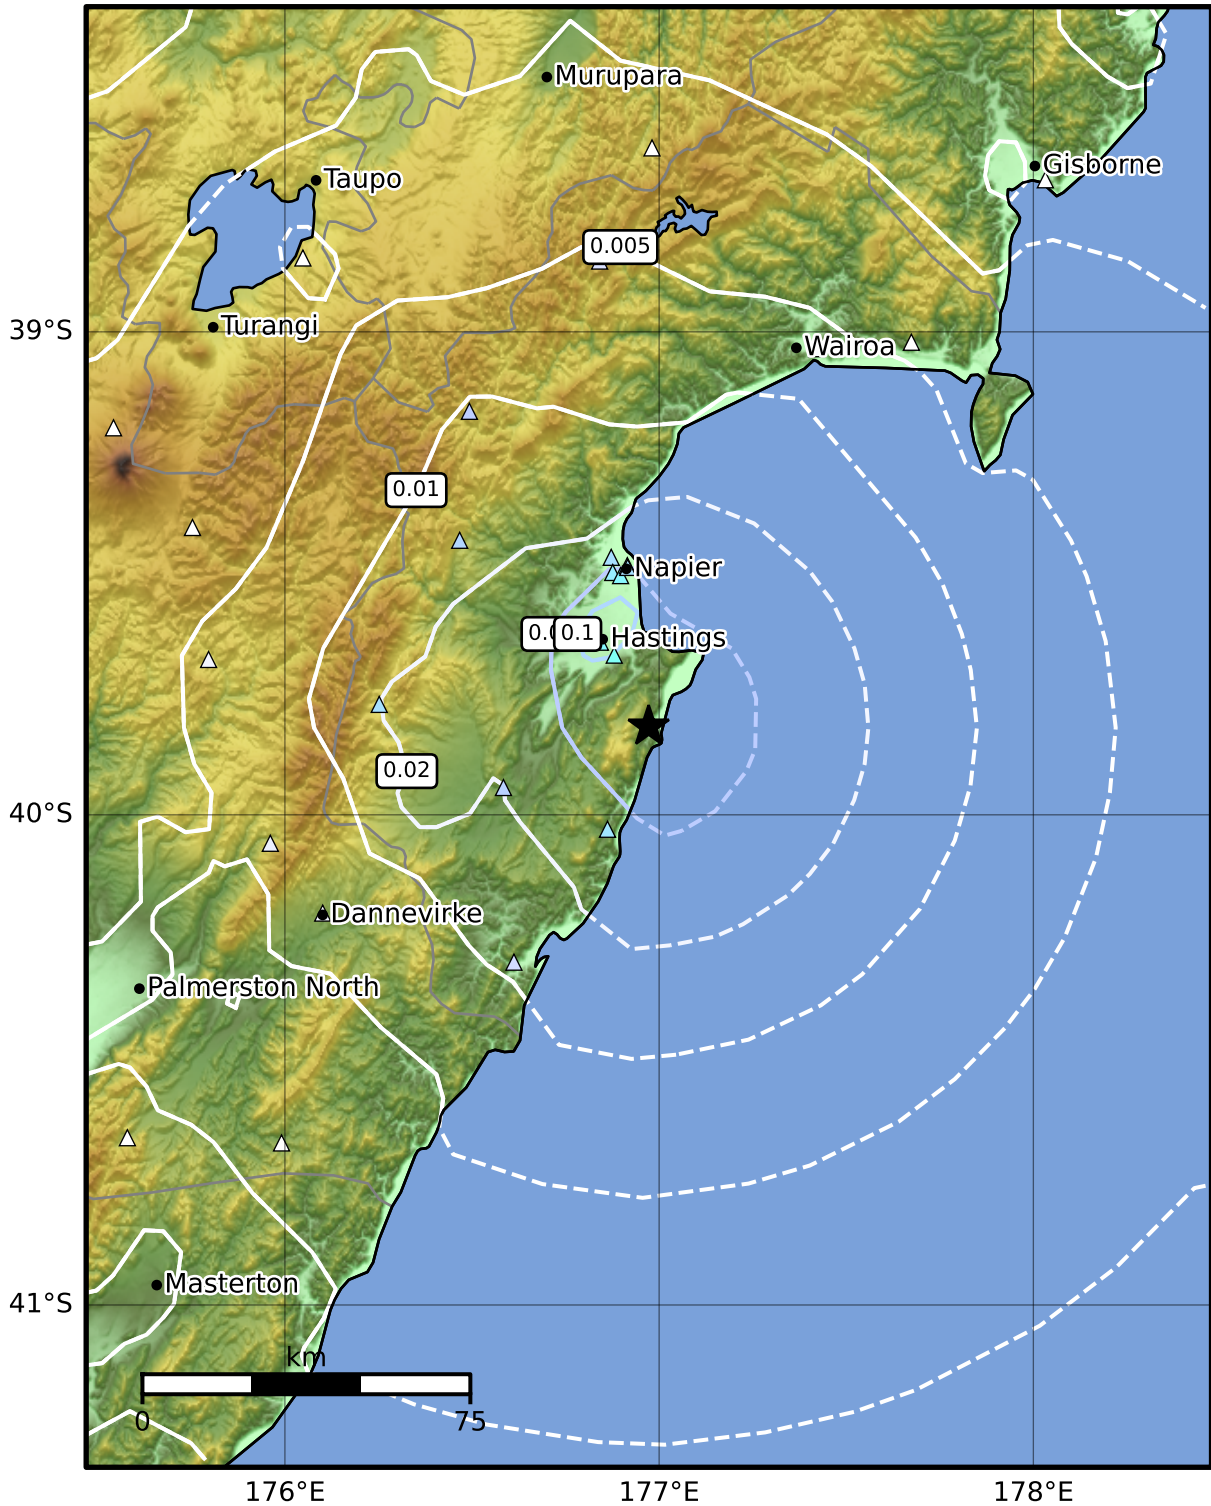 Murupara
Gisborne
Taupo
0.005
39°S
Turangi
Wairoa
0.01
Napier
0.1
Hastings
0.02
40°S
Dannevirke
Palmerston North
Masterton
41°S
km
0
75
176°E
177°E
178°E